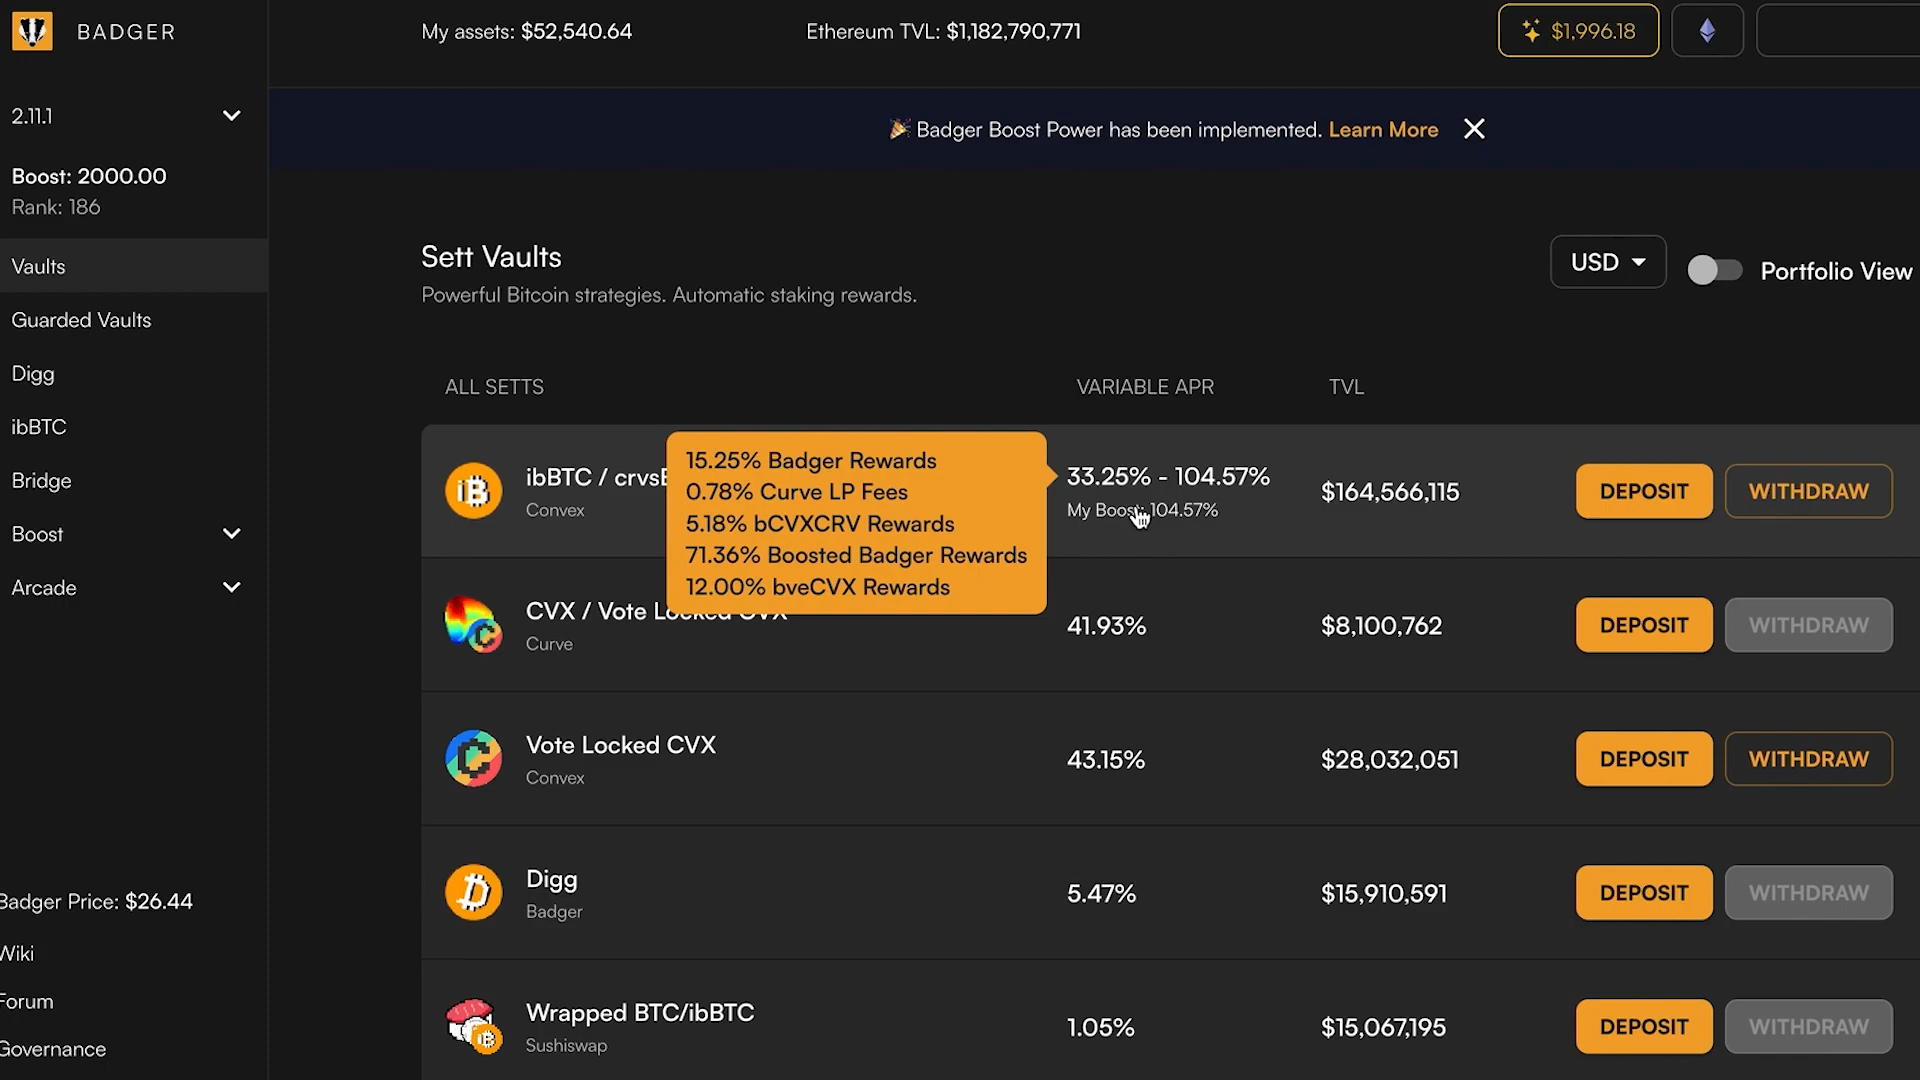 BADGER
My assets: $52,540.64
Ethereum TVL: $1,182,790,771
$1,996.18
2.11.1
Badger Boost Power has been implemented. Learn More
Boost: 2000.00
Rank: 186
Vaults
Guarded Vaults
Digg
ibBTC
Bridge
Boost
Arcade
Badger Price: $26.44
Wiki
Forum
Governance
Sett Vaults
Powerful Bitcoin strategies. Automatic staking rewards.
USD
Portfolio View
ALL SETTS
VARIABLE APR
TVL
ibBTC /
Convex
15.25% Badger Rewards
0.78% Curve LP Fees
5.18% bCVXCRV Rewards
71.36% Boosted Badger Rewards
12.00% bveCVX Rewards
33.25% - 104.57%
My Boost: 104.57%
$164,566,115
DEPOSIT
WITHDRAW
CVX / Vote Locked CVX
Curve
41.93%
$8,100,762
DEPOSIT
WITHDRAW
Vote Locked CVX
Convex
43.15%
$28,032,051
DEPOSIT
WITHDRAW
Digg
Badger
5.47%
$15,910,591
DEPOSIT
WITHDRAW
Wrapped BTC/ibBTC
Sushiswap
1.05%
$15,067,195
DEPOSIT
WITHDRAW